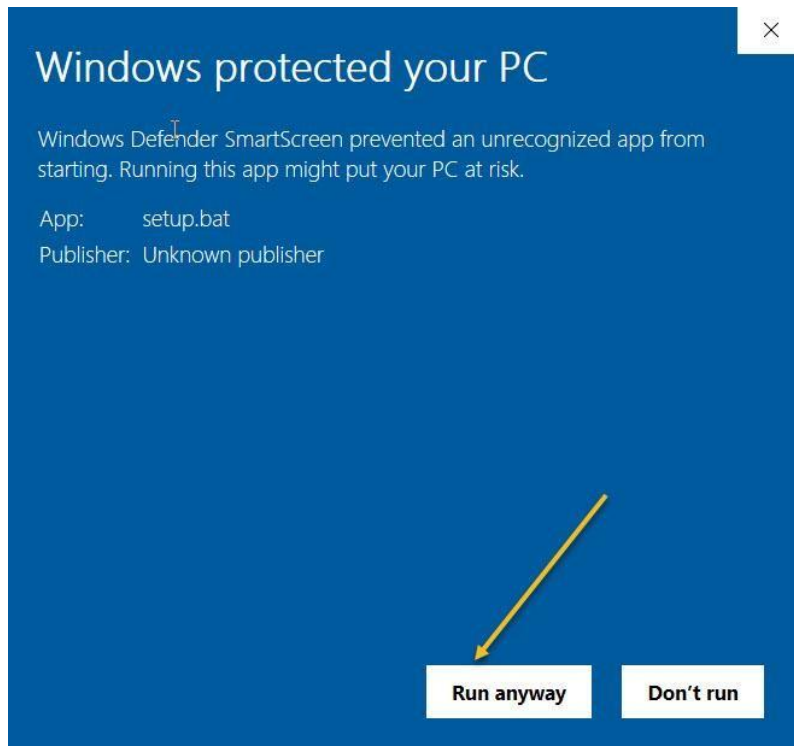 Windows protected your PC
Windows Defender SmartScreen prevented an unrecognized app from
starting. Running this app might put your PC at risk.
App: setup.bat
Publisher: Unknown publisher
Run anyway Don't run